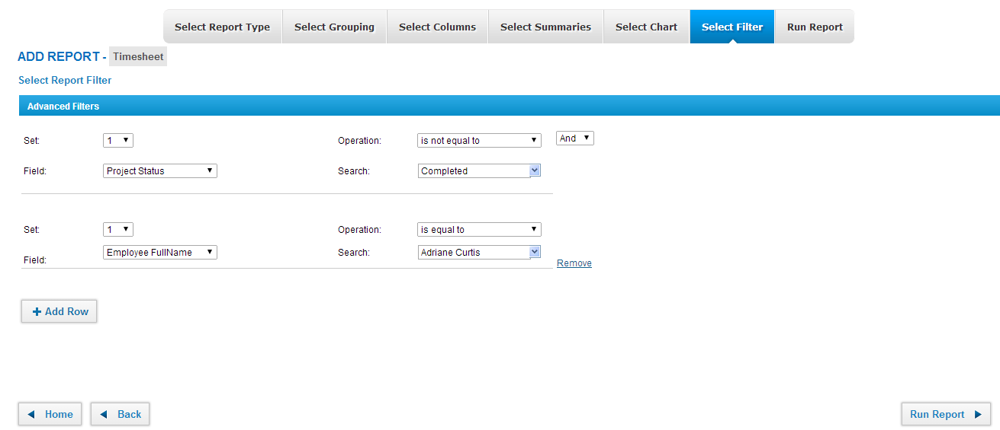 Select Report Type Select Grouping Select Columns Select Summaries Select Chart Select Filter Run Report
ADD REPORT - Timesheet
Select Report Filter
Advanced Filters
Set: 1 Operation: is not equal to And
Field: Project Status Search: Completed
Set: 1 Operation: is equal to
Field: Employee FullName Search: Adriane Curtis
Remove
Add Row
Home Back Run Report